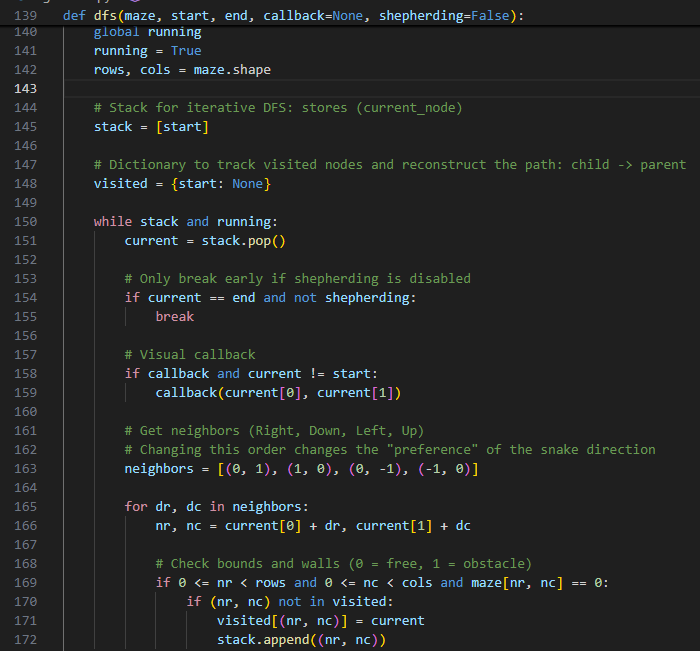 139 def dfs(maze, start, end, callback=None, shepherding=False):
140 global running
141 running = True
142 rows, cols = maze.shape
143
144 # Stack for iterative DFS: stores (current_node)
145 stack = [start]
146
147 # Dictionary to track visited nodes and reconstruct the path: child -> parent
148 visited = {start: None}
149
150 while stack and running:
151 current = stack.pop()
152
153 # Only break early if shepherding is disabled
154 if current == end and not shepherding:
155 break
156
157 # Visual callback
158 if callback and current != start:
159 callback(current[0], current[1])
160
161 # Get neighbors (Right, Down, Left, Up)
162 # Changing this order changes the "preference" of the snake direction
163 neighbors = [(0, 1), (1, 0), (0, -1), (-1, 0)]
164
165 for dr, dc in neighbors:
166 nr, nc = current[0] + dr, current[1] + dc
167
168 # Check bounds and walls (0 = free, 1 = obstacle)
169 if 0 <= nr < rows and 0 <= nc < cols and maze[nr, nc] == 0:
170 if (nr, nc) not in visited:
171 visited[(nr, nc)] = current
172 stack.append((nr, nc))